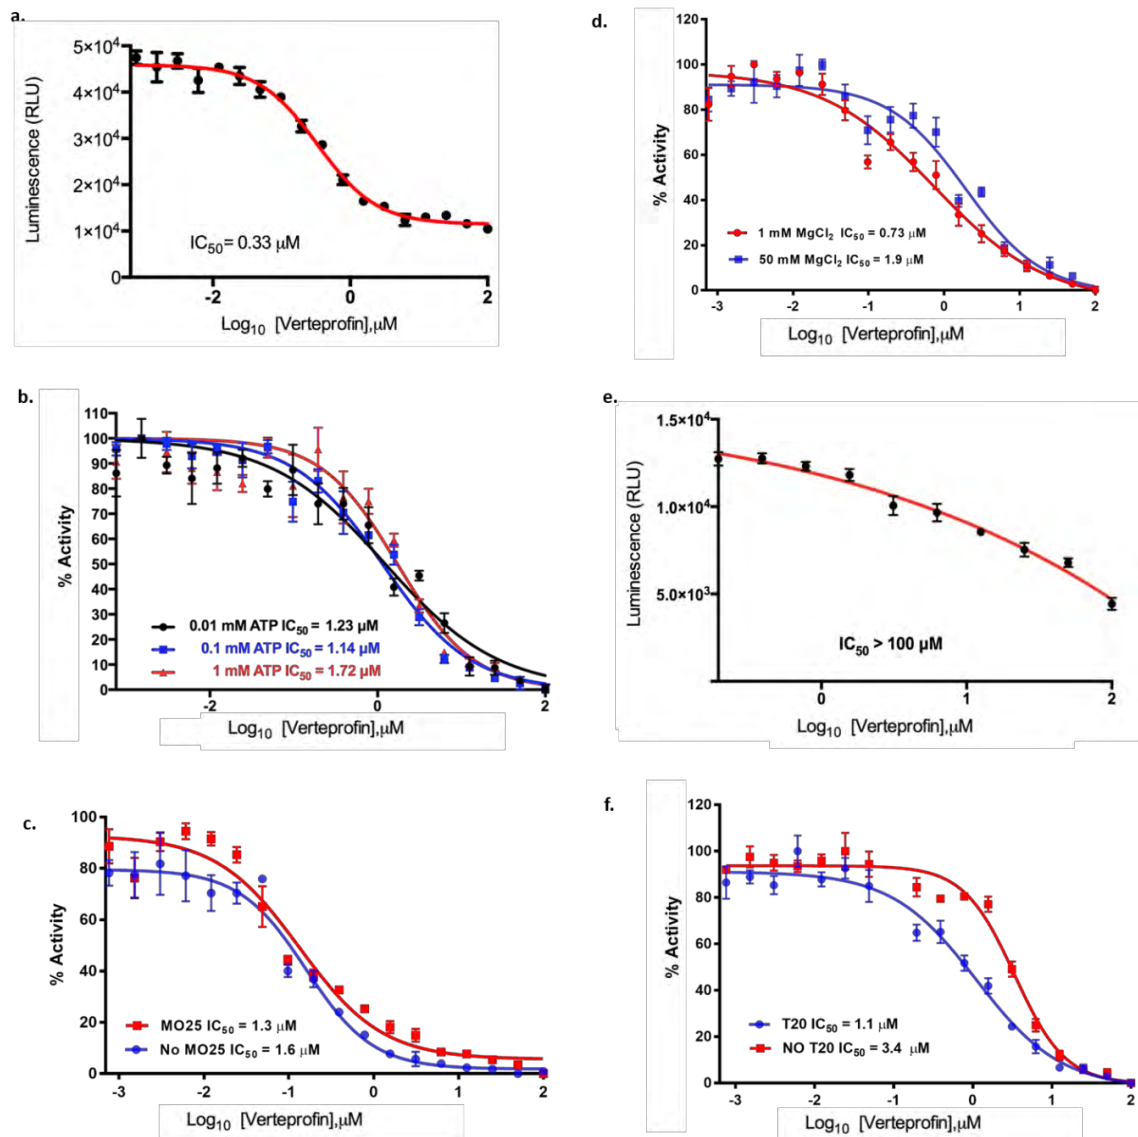 a.
Luminescence (RLU)
5×10⁴
4×10⁴
3×10⁴
2×10⁴
1×10⁴
0
IC₅₀ = 0.33 μM
-2 0 2
Log₁₀ [Verteprofin],μM
b.
% Activity
110
100
90
80
70
60
50
40
30
20
10
0
0.01 mM ATP IC₅₀ = 1.23 μM
0.1 mM ATP IC₅₀ = 1.14 μM
1 mM ATP IC₅₀ = 1.72 μM
-2 0 2
Log₁₀ [Verteprofin],μM
c.
% Activity
100
80
60
40
20
0
MO25 IC₅₀ = 1.3 μM
No MO25 IC₅₀ = 1.6 μM
-3 -2 -1 0 1 2
Log₁₀ [Verteprofin],μM
d.
% Activity
120
100
80
60
40
20
0
1 mM MgCl₂ IC₅₀ = 0.73 μM
50 mM MgCl₂ IC₅₀ = 1.9 μM
-3 -2 -1 0 1 2
Log₁₀ [Verteprofin],μM
e.
Luminescence (RLU)
1.5×10⁴
1.0×10⁴
5.0×10³
IC₅₀ > 100 μM
0 1 2
Log₁₀ [Verteprofin],μM
f.
% Activity
120
100
80
60
40
20
0
T20 IC₅₀ = 1.1 μM
NO T20 IC₅₀ = 3.4 μM
-3 -2 -1 0 1 2
Log₁₀ [Verteprofin],μM